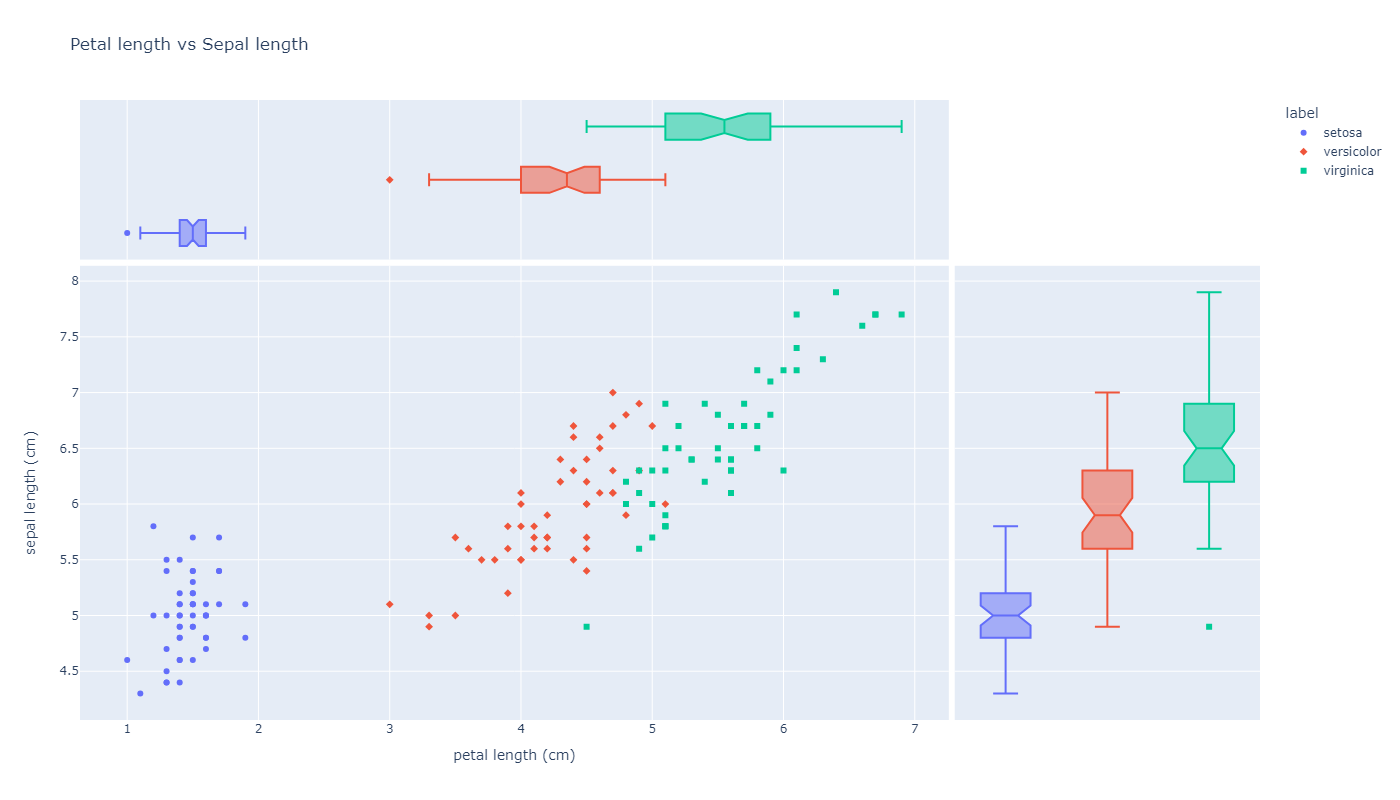 Petal length vs Sepal length
label
setosa
versicolor
virginica
8
7.5
7
6.5
6
5.5
5
4.5
sepal length (cm)
1 2 3 4 5 6 7
petal length (cm)